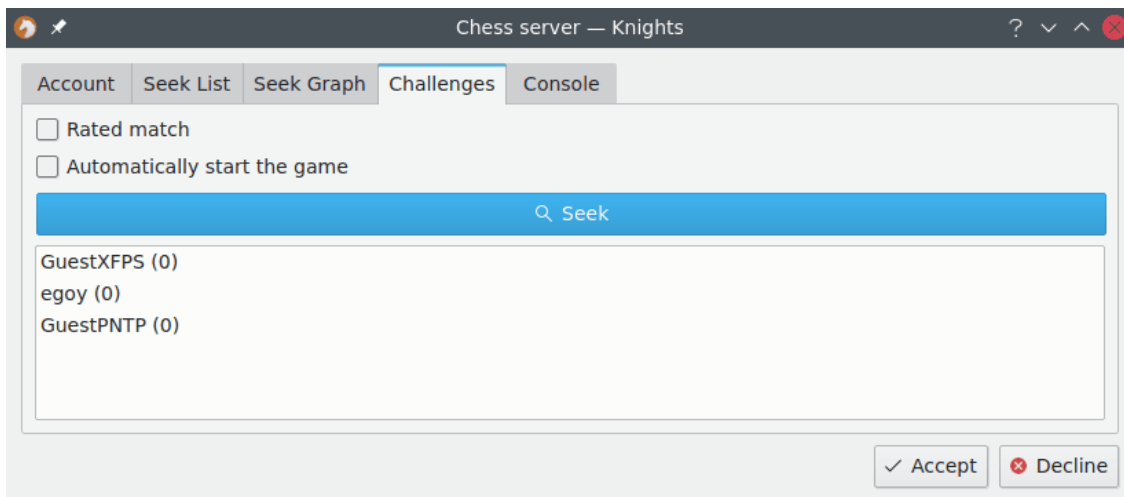 Chess server — Knights
Account Seek List Seek Graph Challenges Console
Rated match
Automatically start the game
Seek
GuestXFPS (0)
egoy (0)
GuestPNTP (0)
Accept Decline